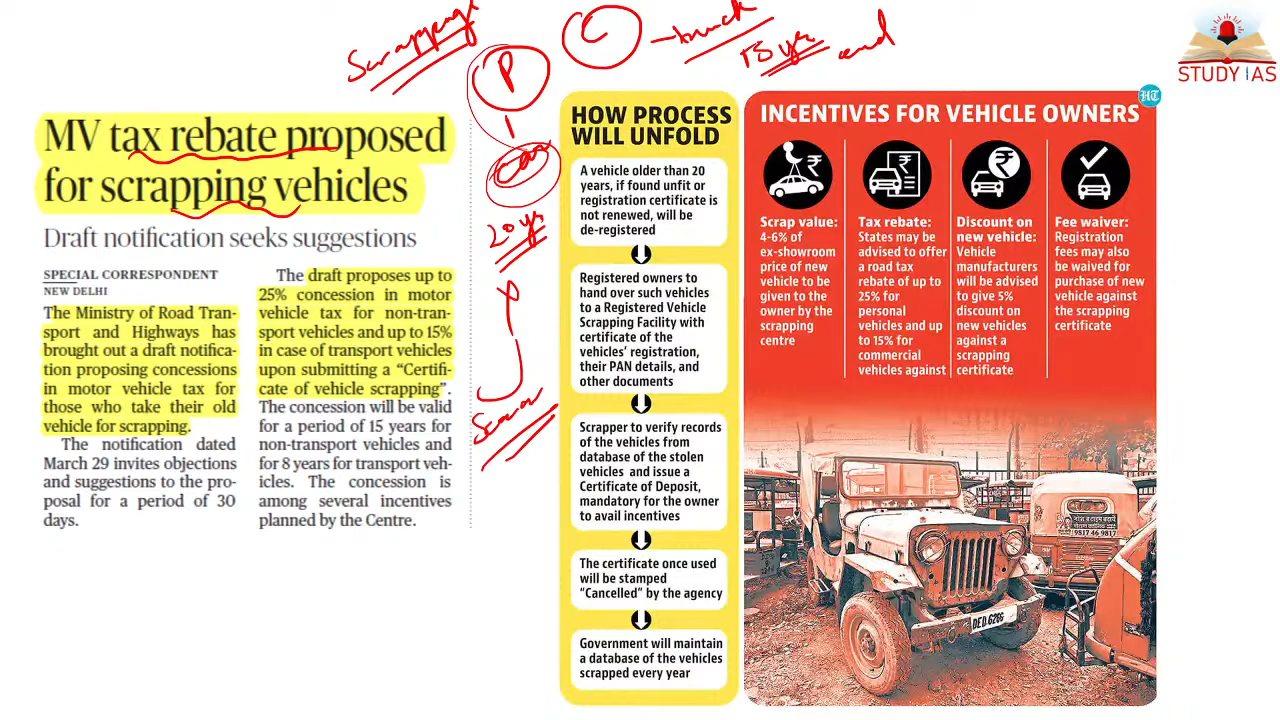 Scrapping
P
C
truck
15 yrs
and
car
20 yrs
STUDY IAS
MV tax rebate proposed
for scrapping vehicles
Draft notification seeks suggestions
SPECIAL CORRESPONDENT
NEW DELHI
The Ministry of Road Tran-
sport and Highways has
brought out a draft notifica-
tion proposing concessions
in motor vehicle tax for
those who take their old
vehicle for scrapping.
The notification dated
March 29 invites objections
and suggestions to the pro-
posal for a period of 30
days.
The draft proposes up to
25% concession in motor
vehicle tax for non-tran-
sport vehicles and up to 15%
in case of transport vehicles
upon submitting a “Certifi-
cate of vehicle scrapping”.
The concession will be valid
for a period of 15 years for
non-transport vehicles and
for 8 years for transport veh-
icles. The concession is
among several incentives
planned by the Centre.
HOW PROCESS
WILL UNFOLD
A vehicle older than 20
years, if found unfit or
registration certificate is
not renewed, will be
de-registered
Registered owners to
hand over such vehicles
to a Registered Vehicle
Scrapping Facility with
certificate of the
vehicles' registration,
their PAN details, and
other documents
Scrapper to verify records
of the vehicles from
database of the stolen
vehicles and issue a
Certificate of Deposit,
mandatory for the owner
to avail incentives
The certificate once used
will be stamped
“Cancelled” by the agency
Government will maintain
a database of the vehicles
scrapped every year
HT
INCENTIVES FOR VEHICLE OWNERS
Scrap value:
4-6% of
ex-showroom
price of new
vehicle to be
given to the
owner by the
scrapping
centre
Tax rebate:
States may be
advised to offer
a road tax
rebate of up to
25% for
personal
vehicles and up
to 15% for
commercial
vehicles against
Discount on
new vehicle:
Vehicle
manufacturers
will be advised
to give 5%
discount on
new vehicles
against a
scrapping
certificate
Fee waiver:
Registration
fees may also
be waived for
purchase of new
vehicle against
the scrapping
certificate
9817 46 9817
DED.6266